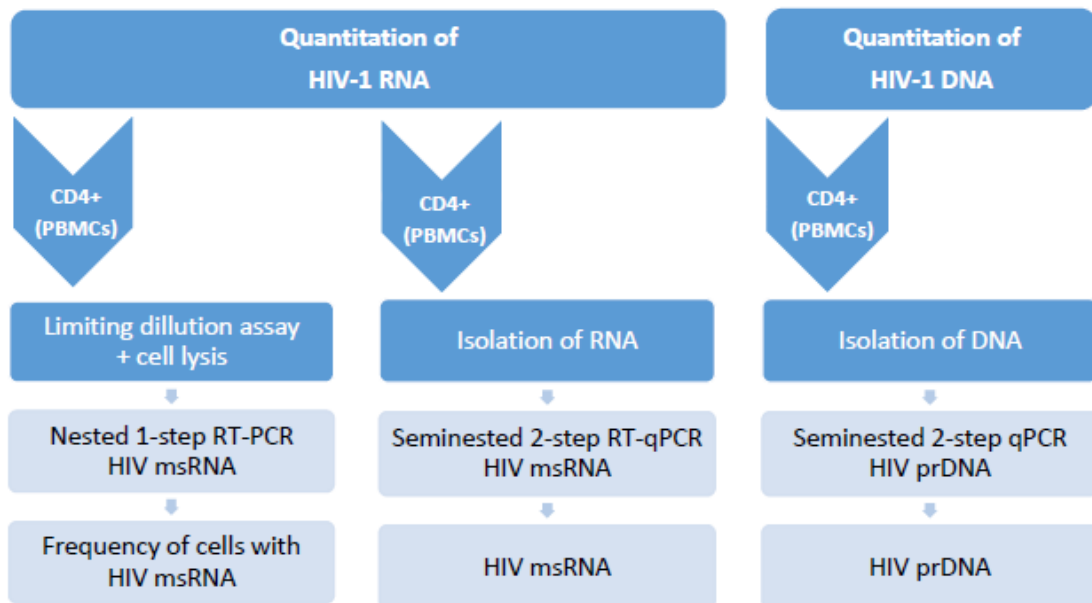 Quantitation of
HIV-1 RNA
Quantitation of
HIV-1 DNA
CD4+
(PBMCs)
CD4+
(PBMCs)
CD4+
(PBMCs)
Limiting dillution assay
+ cell lysis
Isolation of RNA
Isolation of DNA
Nested 1-step RT-PCR
HIV msRNA
Seminested 2-step RT-qPCR
HIV msRNA
Seminested 2-step qPCR
HIV prDNA
Frequency of cells with
HIV msRNA
HIV msRNA
HIV prDNA